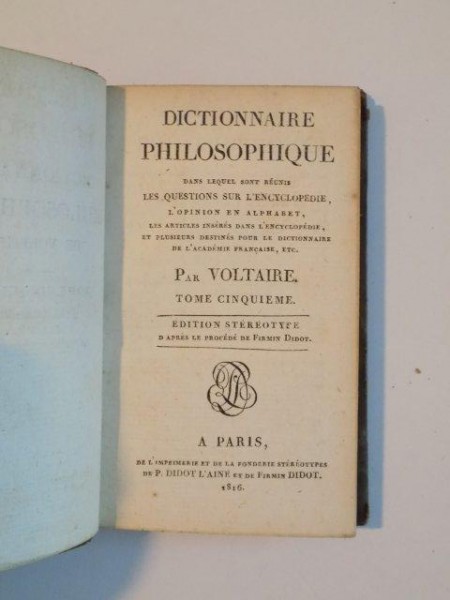 DICTIONNAIRE
PHILOSOPHIQUE
DANS LEQUEL SONT RÉUNIS
LES QUESTIONS SUR L'ENCYCLOPÉDIE,
L'OPINION EN ALPHABET,
LES ARTICLES INSÉRÉS DANS L'ENCYCLOPÉDIE,
ET PLUSIEURS DESTINÉS POUR LE DICTIONNAIRE
DE L'ACADÉMIE FRANÇAISE, ETC.
PAR VOLTAIRE.
TOME CINQUIEME.
ÉDITION STÉRÉOTYPE
D'APRÈS LE PROCÉDÉ DE FIRMIN DIDOT.
A PARIS,
DE L'IMPRIMERIE ET DE LA FONDERIE STÉRÉOTYPES
DE P. DIDOT L'AINÉ ET DE FIRMIN DIDOT.
1816.